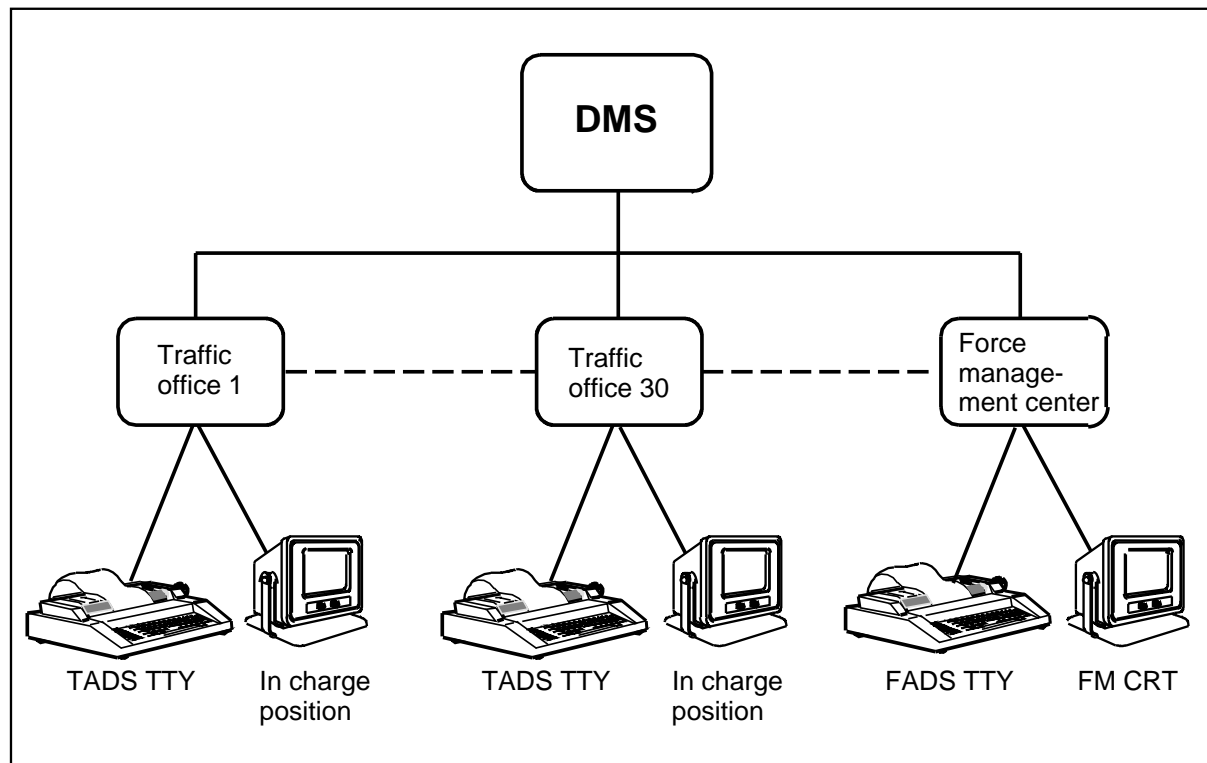 DMS
Traffic
office 1
Traffic
office 30
Force
manage-
ment center
TADS TTY
In charge
position
TADS TTY
In charge
position
FADS TTY
FM CRT